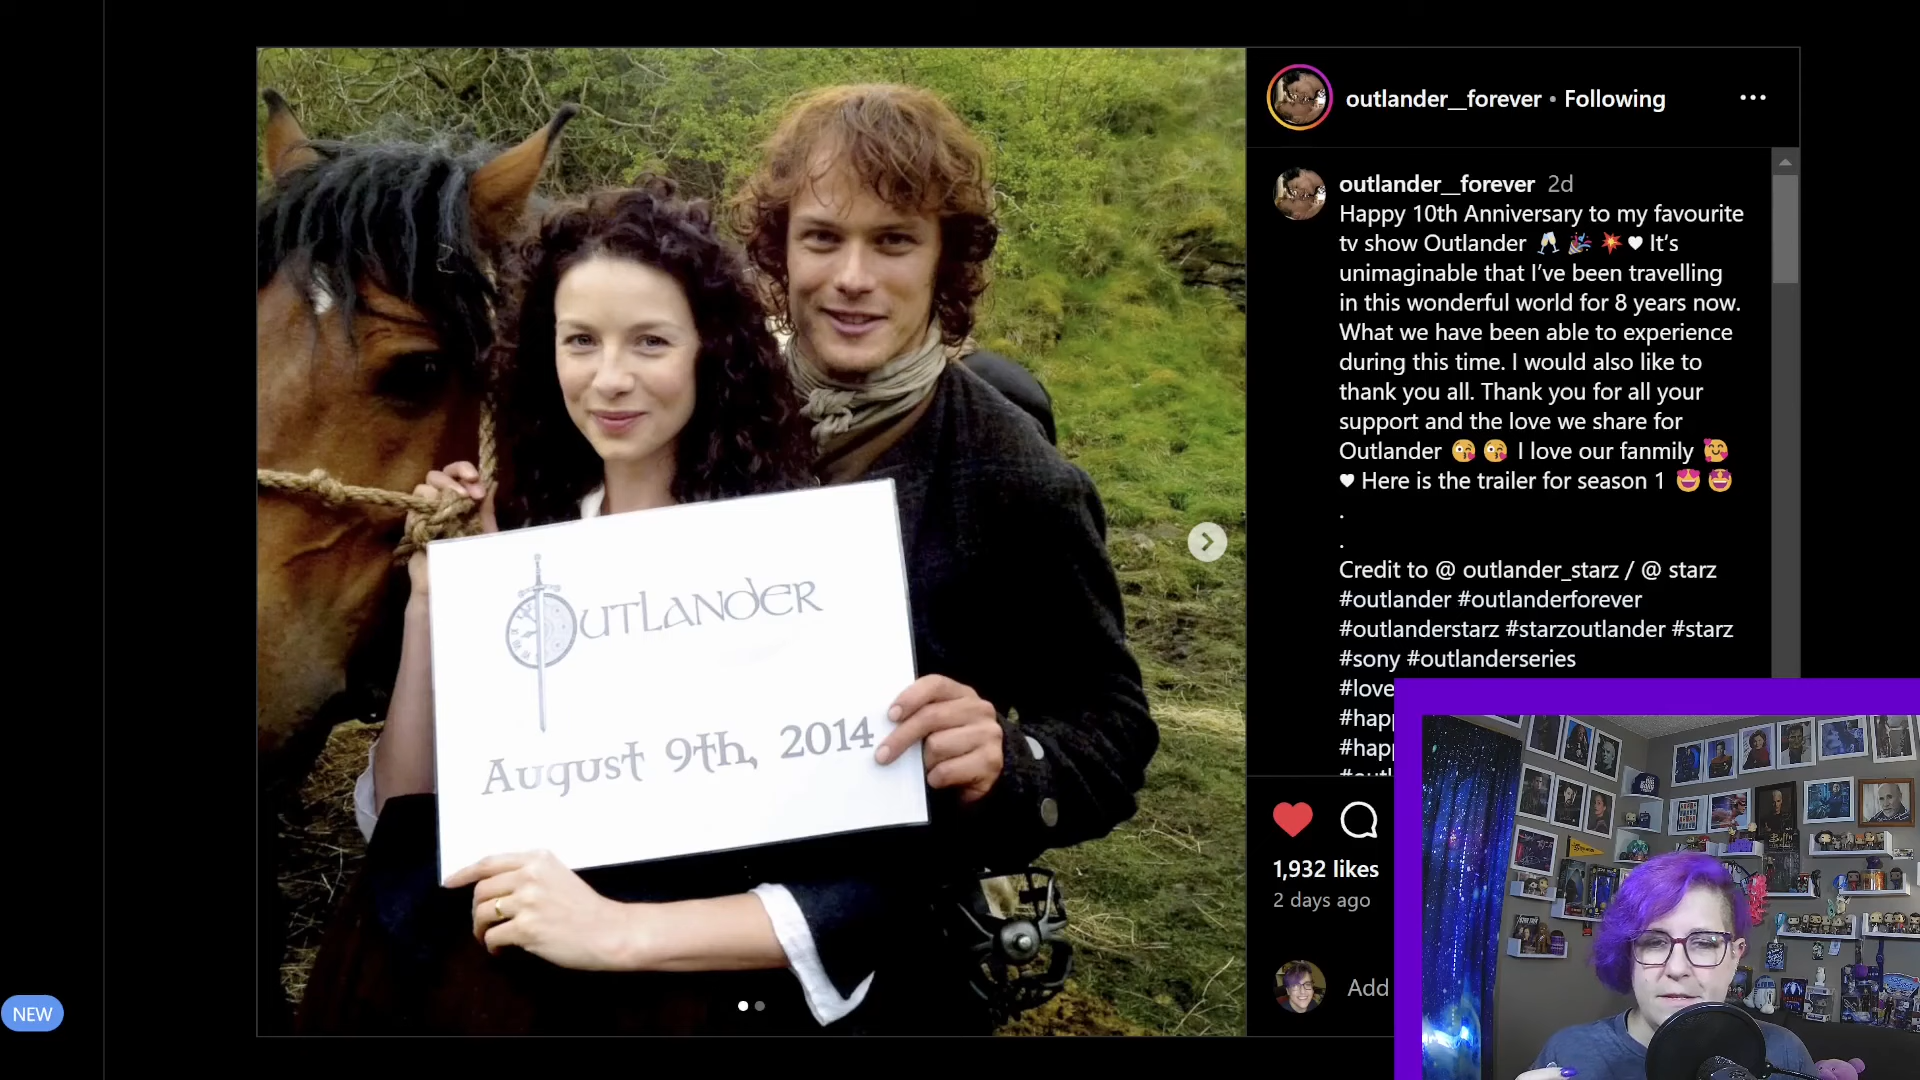 OUTLANDER
August 9th, 2014
outlander__forever • Following
outlander__forever 2d
Happy 10th Anniversary to my favourite
tv show Outlander 🥂 🎉 💥 ♥ It’s
unimaginable that I’ve been travelling
in this wonderful world for 8 years now.
What we have been able to experience
during this time. I would also like to
thank you all. Thank you for all your
support and the love we share for
Outlander 😘 😘 I love our fanmily 🥰
♥ Here is the trailer for season 1 😍 🤩
.
.
Credit to @ outlander_starz / @ starz
#outlander #outlanderforever
#outlanderstarz #starzoutlander #starz
#sony #outlanderseries
#love
#hap
#hap
1,932 likes
2 days ago
Add
NEW